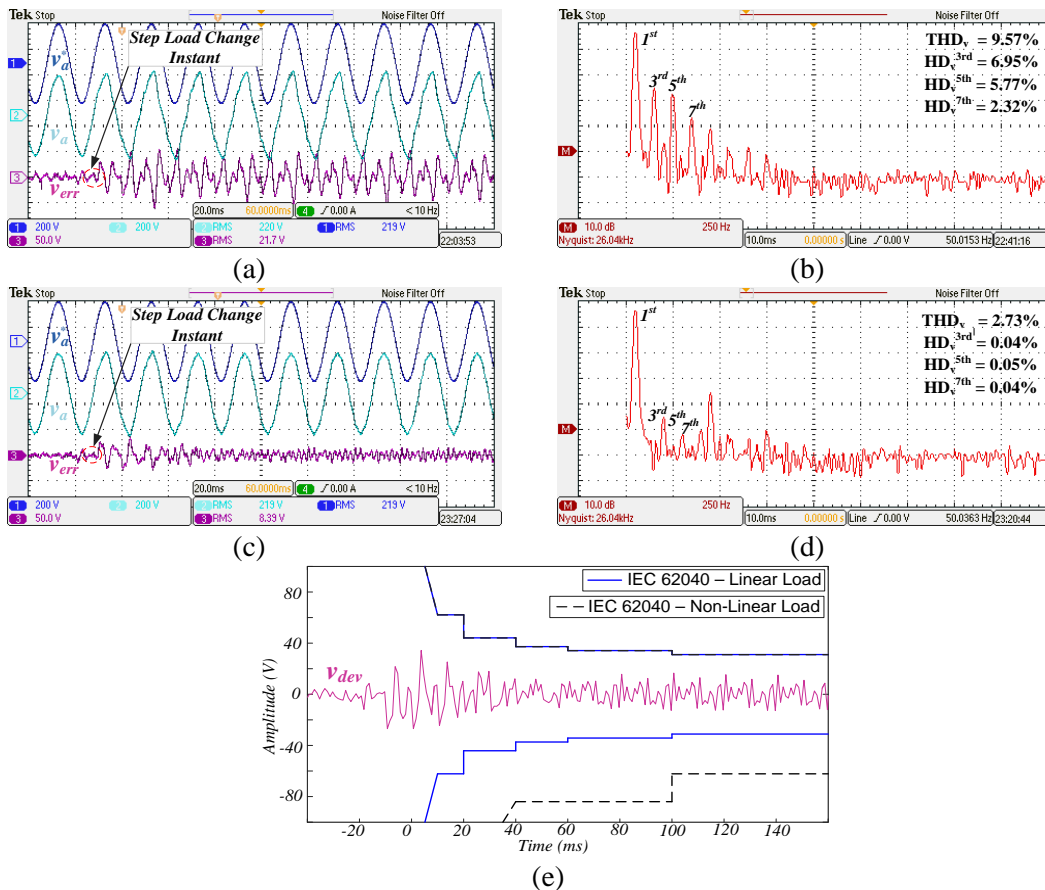 Tek Stop Noise Filter Off
Step Load Change
Instant
1
v*a
2
va
3
verr
20.0ms 60.0000ms 4 ƒ 0.00 A < 10 Hz
1 200 V 2 200 V 2 RMS 220 V 1 RMS 219 V
3 50.0 V 3 RMS 21.7 V 22:03:53
(a)
Tek Stop Noise Filter Off
1st
3rd 5th
7th
THDv = 9.57%
HDv3rd = 6.95%
HDv5th = 5.77%
HDv7th = 2.32%
M
M 10.0 dB 250 Hz
Nyquist: 26.04kHz 10.0ms 0.00000 s Line ƒ 0.00 V 50.0153 Hz 22:41:16
(b)
Tek Stop Noise Filter Off
Step Load Change
Instant
1
v*a
2
va
3
verr
20.0ms 60.0000ms 4 ƒ 0.00 A < 10 Hz
1 200 V 2 200 V 2 RMS 219 V 1 RMS 219 V
3 50.0 V 3 RMS 8.39 V 23:27:04
(c)
Tek Stop Noise Filter Off
1st
3rd 5th
7th
THDv = 2.73%
HDv3rd = 0.04%
HDv5th = 0.05%
HDv7th = 0.04%
M
M 10.0 dB 250 Hz
Nyquist: 26.04kHz 10.0ms 0.00000 s Line ƒ 0.00 V 50.0363 Hz 23:20:44
(d)
IEC 62040 – Linear Load
IEC 62040 – Non-Linear Load
80
40
vdev
0
-40
-80
Amplitude (V)
-20 0 20 40 60 80 100 120 140
Time (ms)
(e)